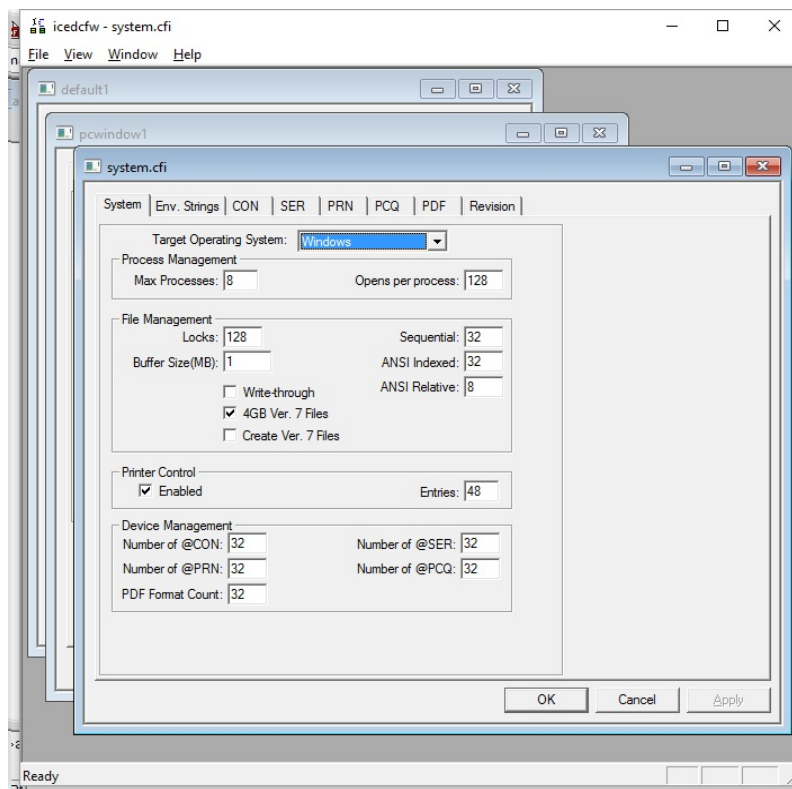 icedcfw - system.cfi
File View Window Help
default1
pcwindow1
system.cfi
System Env. Strings CON SER PRN PCQ PDF Revision
Target Operating System: Windows
Process Management
Max Processes: 8 Opens per process: 128
File Management
Locks: 128 Sequential: 32
Buffer Size(MB): 1 ANSI Indexed: 32
Write-through ANSI Relative: 8
4GB Ver. 7 Files
Create Ver. 7 Files
Printer Control
Enabled Entries: 48
Device Management
Number of @CON: 32 Number of @SER: 32
Number of @PRN: 32 Number of @PCQ: 32
PDF Format Count: 32
OK Cancel Apply
Ready